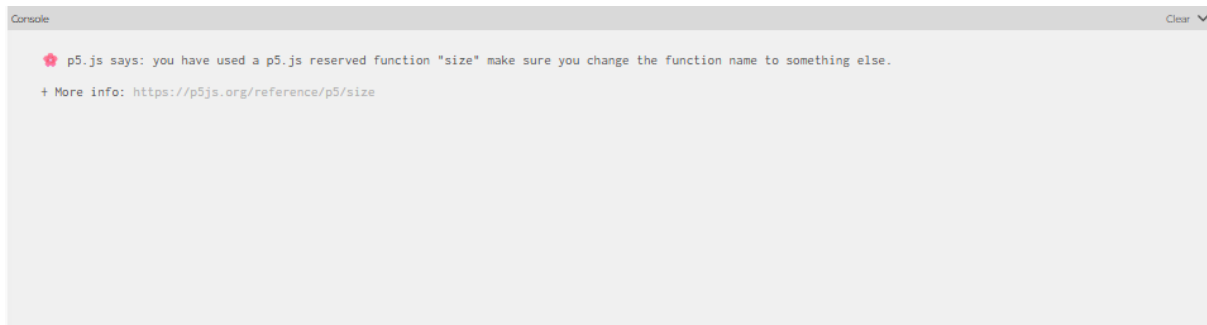 Console Clear
🌸 p5.js says: you have used a p5.js reserved function "size" make sure you change the function name to something else.
+ More info: https://p5js.org/reference/p5/size